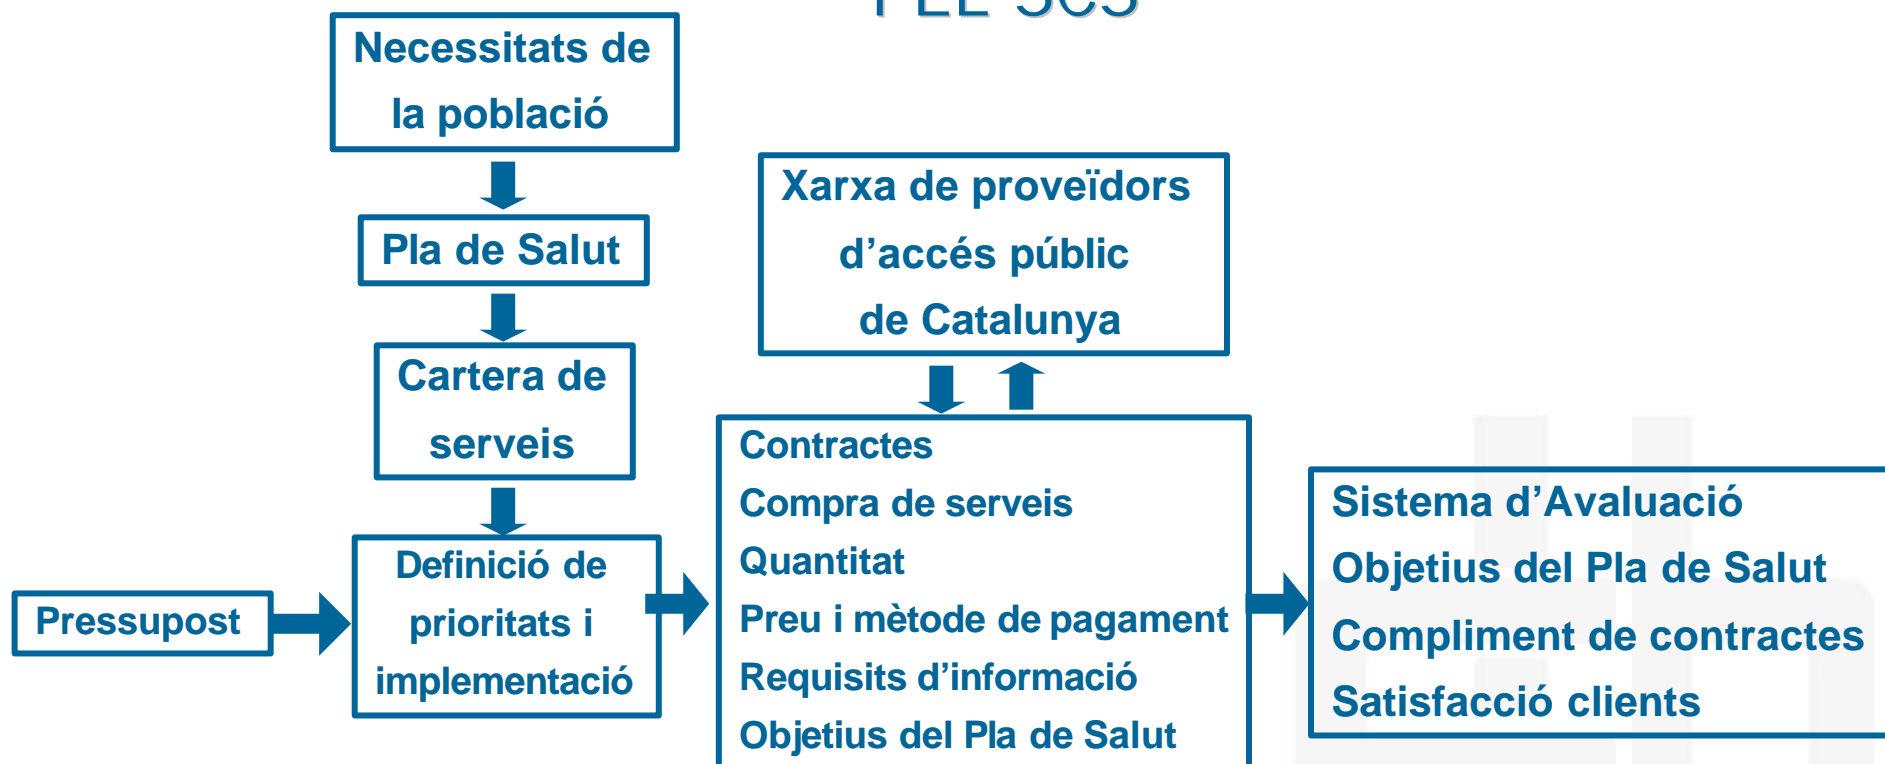 PEL SCS
Necessitats de
la població
Pla de Salut
Cartera de
serveis
Pressupost
Definició de
prioritats i
implementació
Xarxa de proveïdors
d’accés públic
de Catalunya
Contractes
Compra de serveis
Quantitat
Preu i mètode de pagament
Requisits d’informació
Objetius del Pla de Salut
Sistema d’Avaluació
Objetius del Pla de Salut
Compliment de contractes
Satisfacció clients